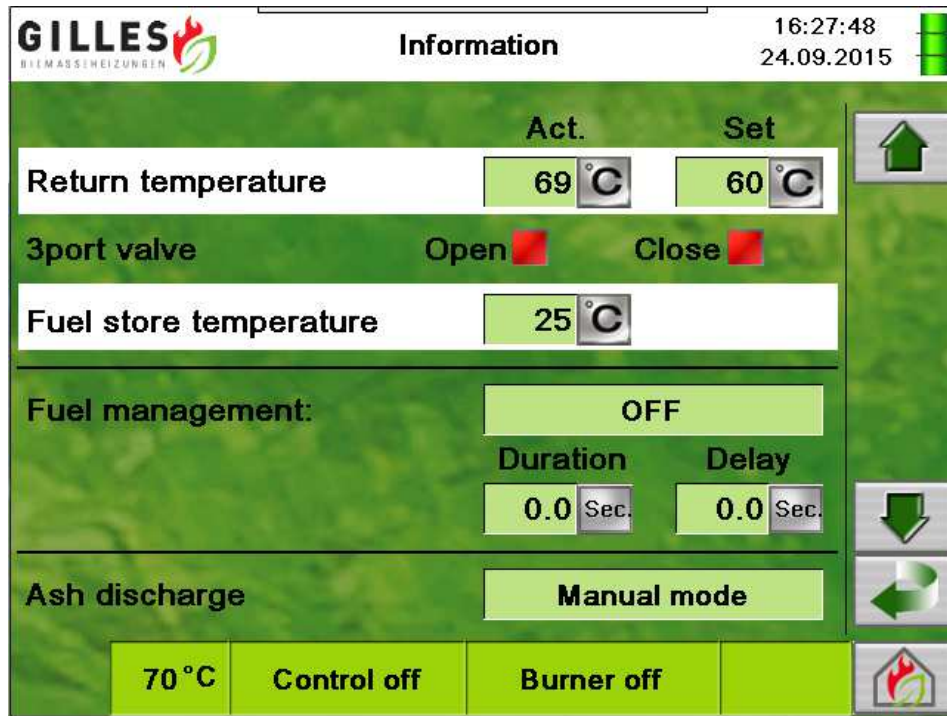 GILLES
BIEMASSEHEIZUNGEN
Information
16:27:48
24.09.2015
Act. Set
Return temperature 69 °C 60 °C
3port valve Open Close
Fuel store temperature 25 °C
Fuel management: OFF
Duration Delay
0.0 Sec. 0.0 Sec.
Ash discharge Manual mode
70°C Control off Burner off